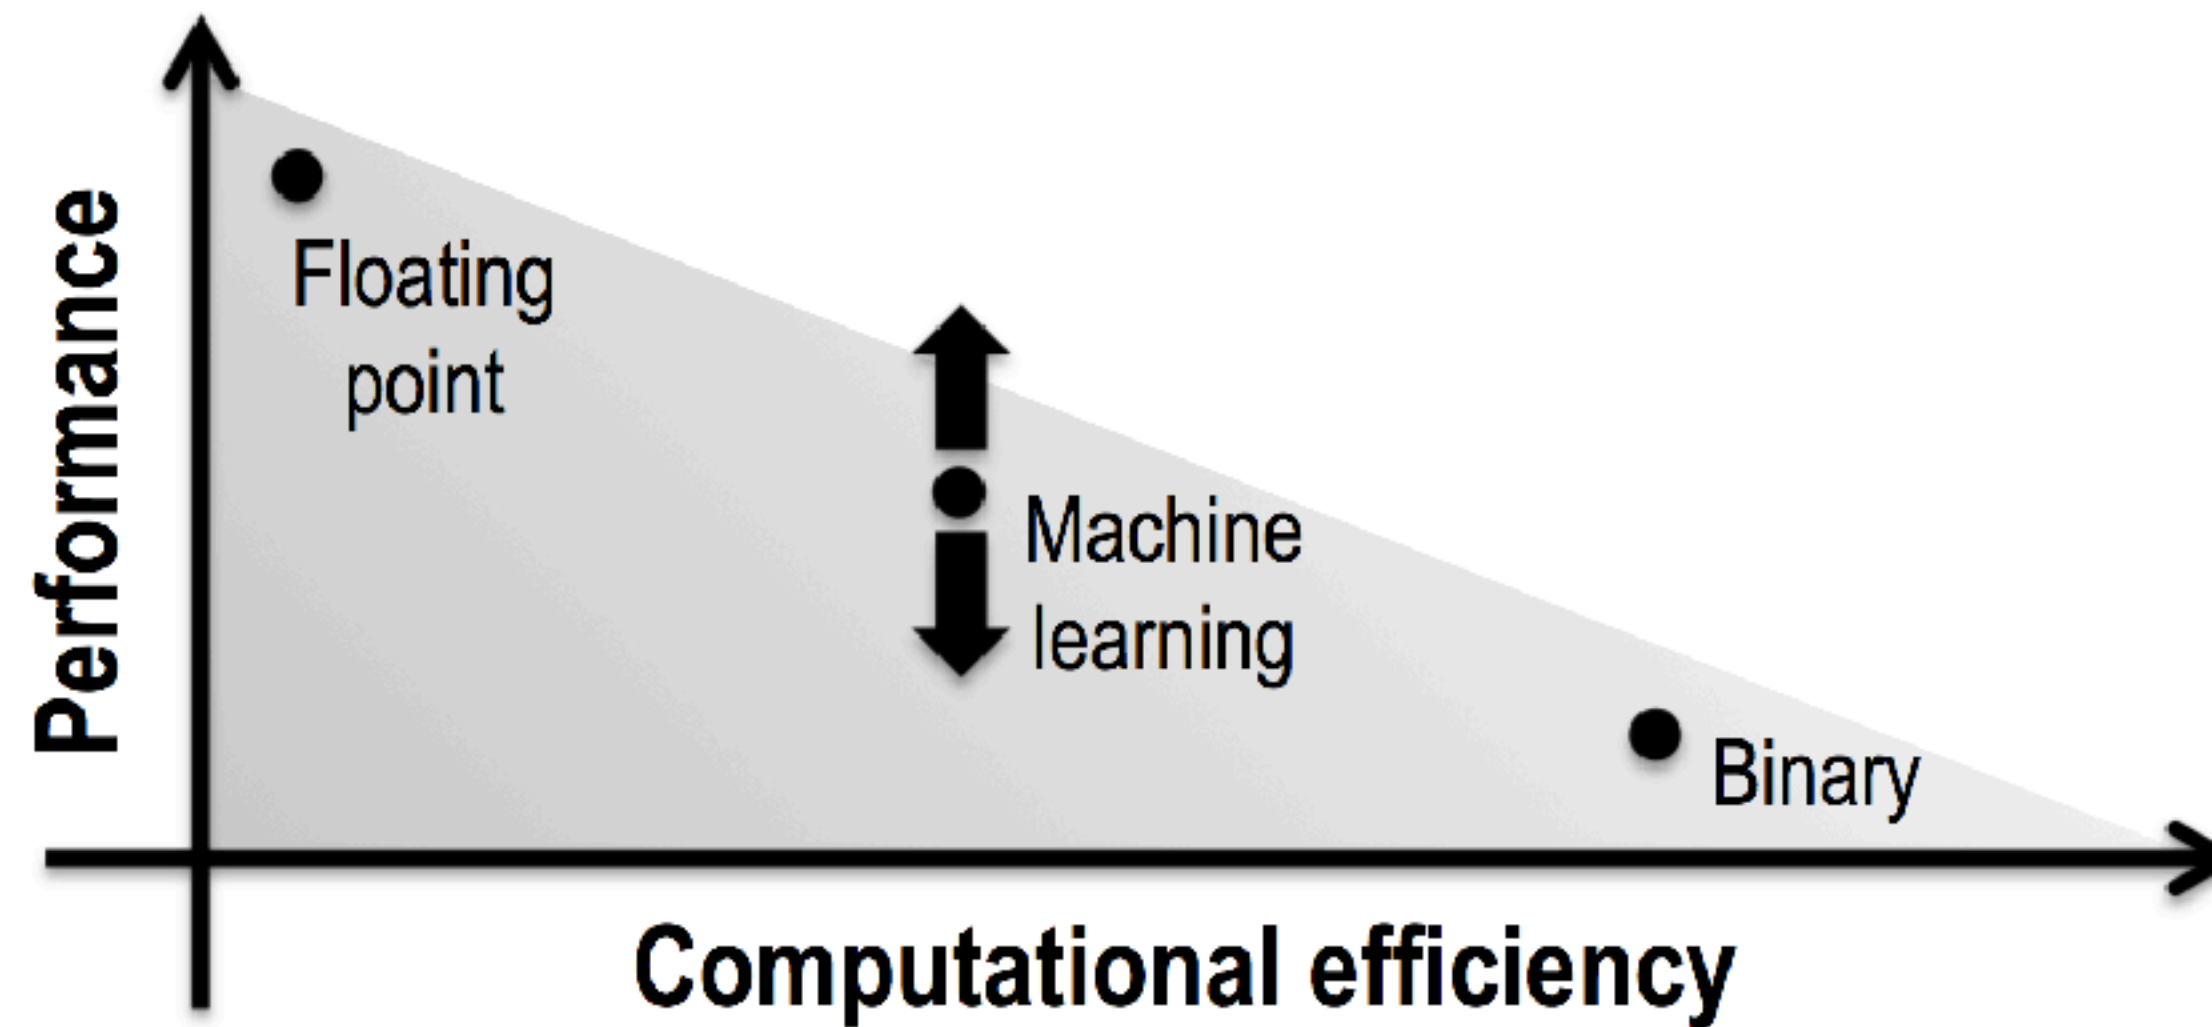 Performance
Floating
point
Machine
learning
Binary
Computational efficiency